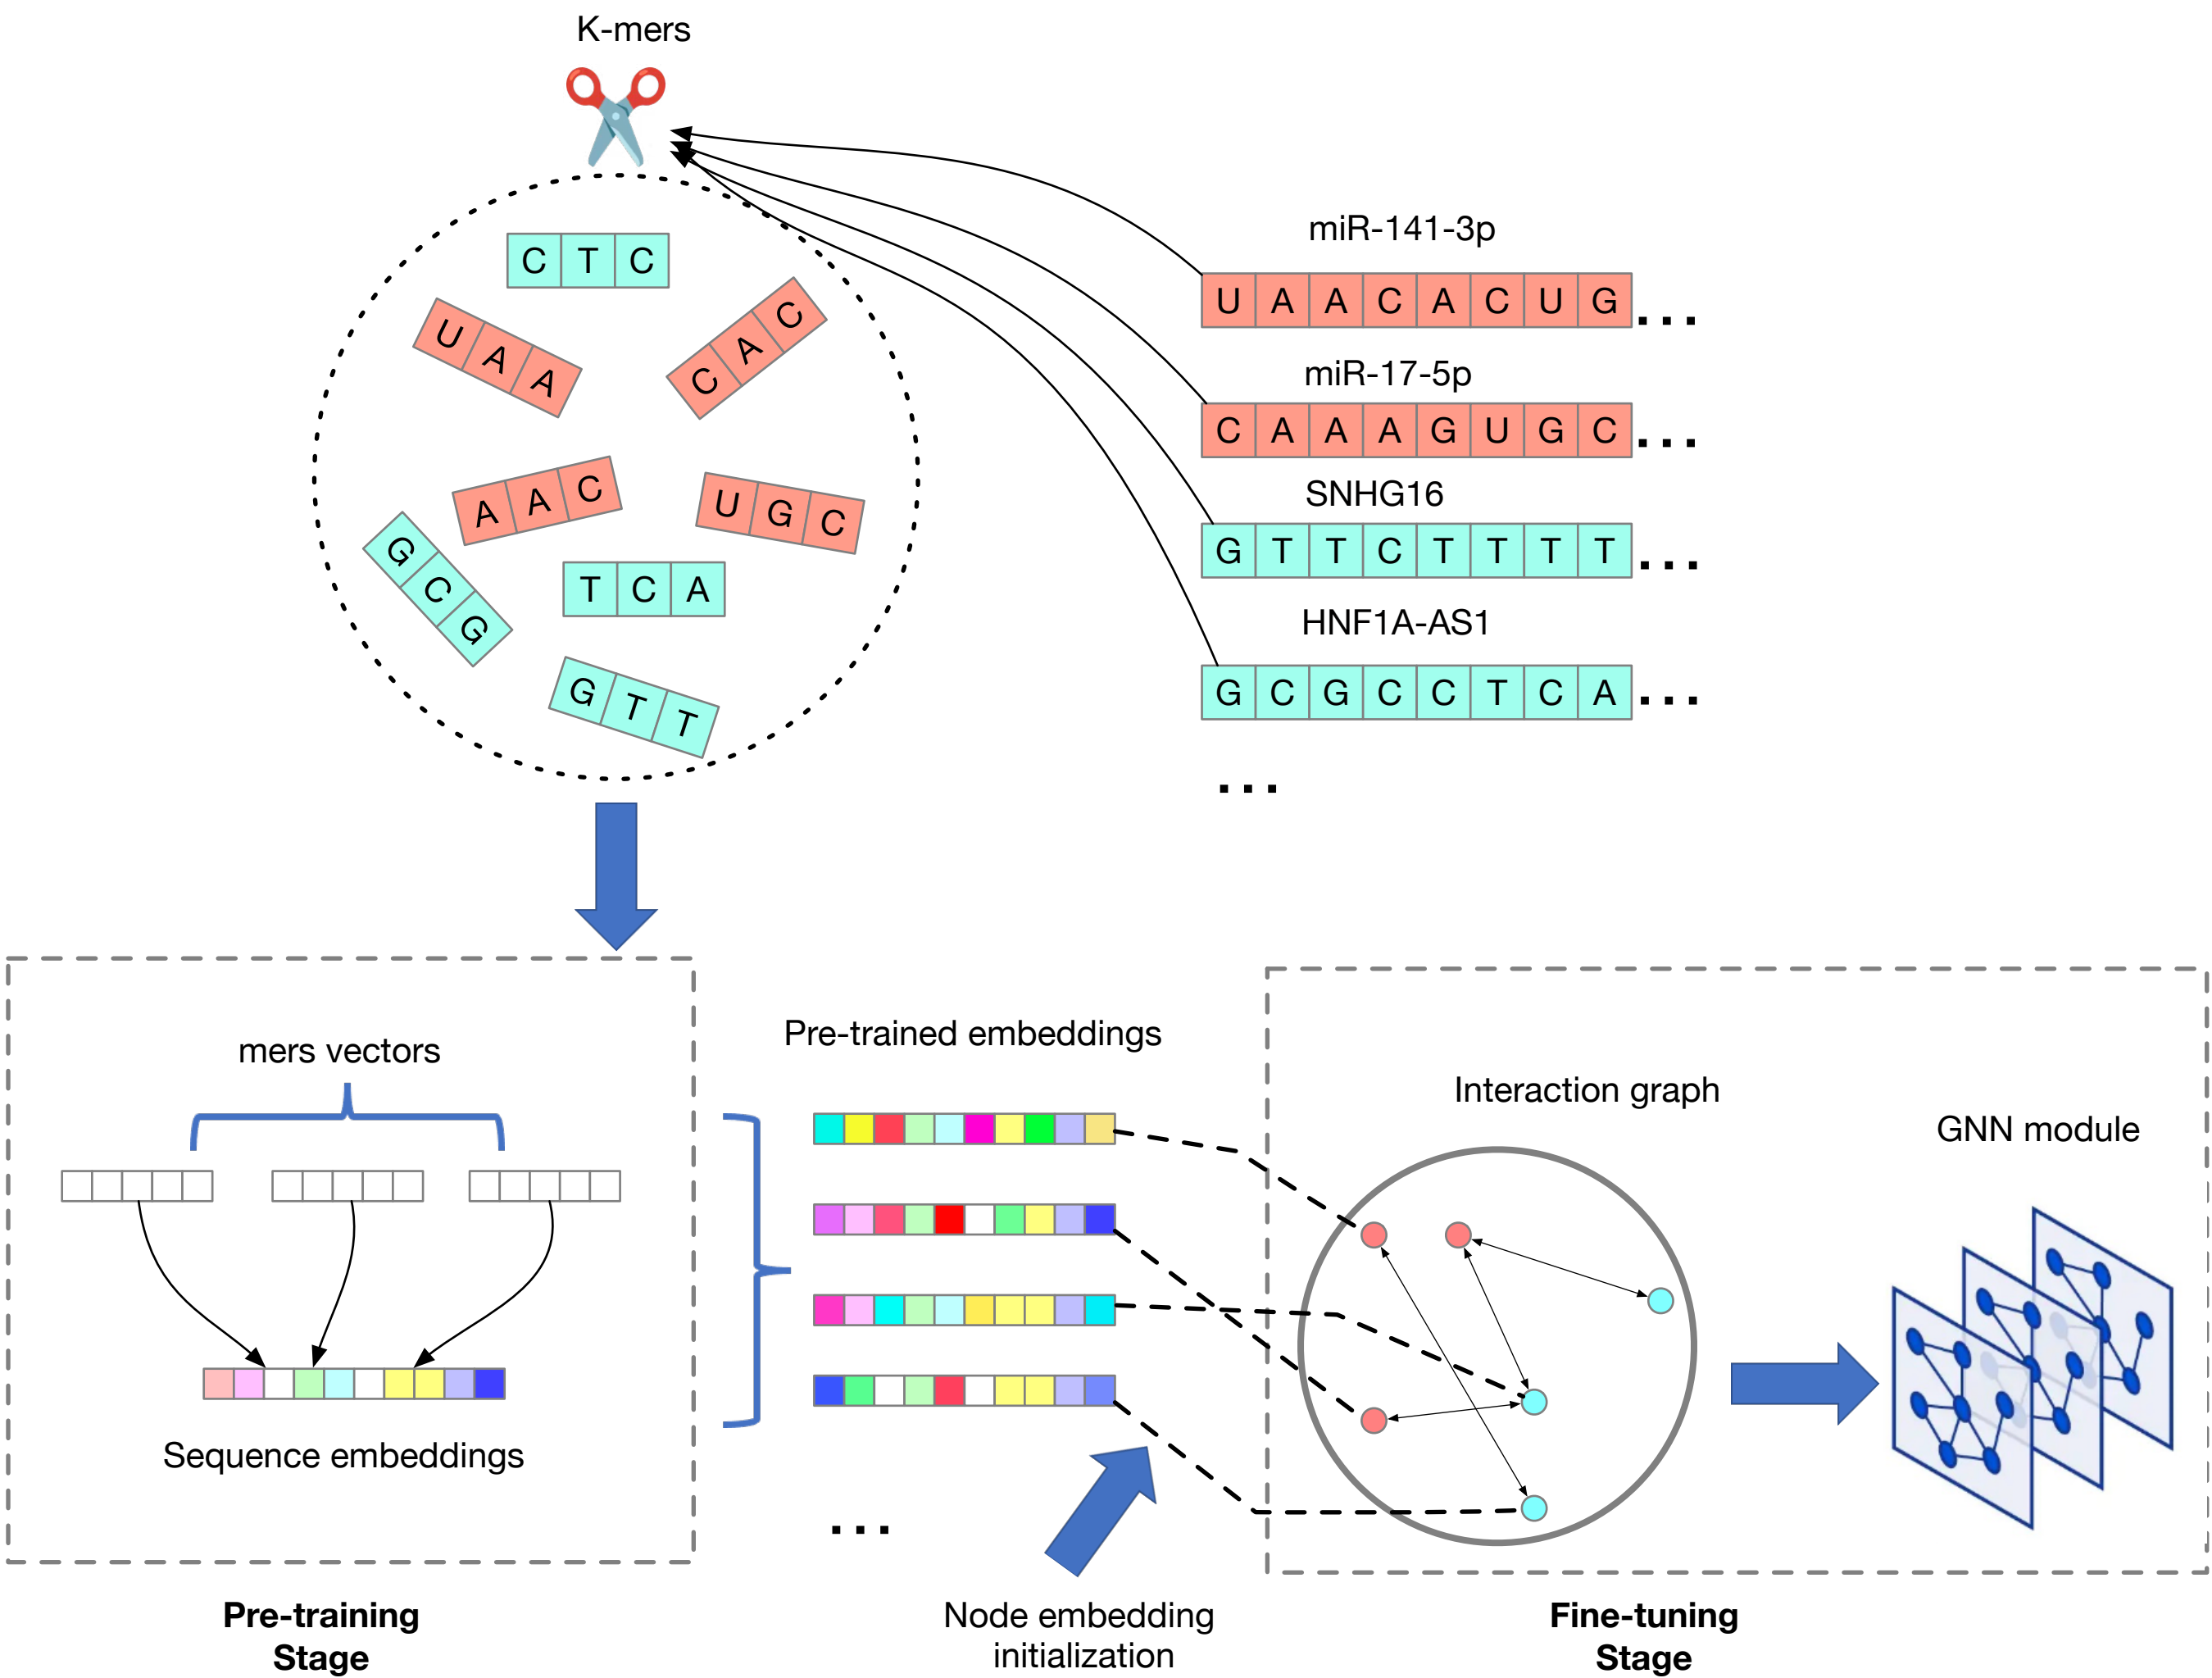 K-mers
C T C
U A A
C A C
A A C
U G C
G C G
T C A
G T T
miR-141-3p
U A A C A C U G ...
miR-17-5p
C A A A G U G C ...
SNHG16
G T T C T T T T ...
HNF1A-AS1
G C G C C T C A ...
...
mers vectors
Sequence embeddings
Pre-training
Stage
Pre-trained embeddings
...
Node embedding
initialization
Interaction graph
GNN module
Fine-tuning
Stage